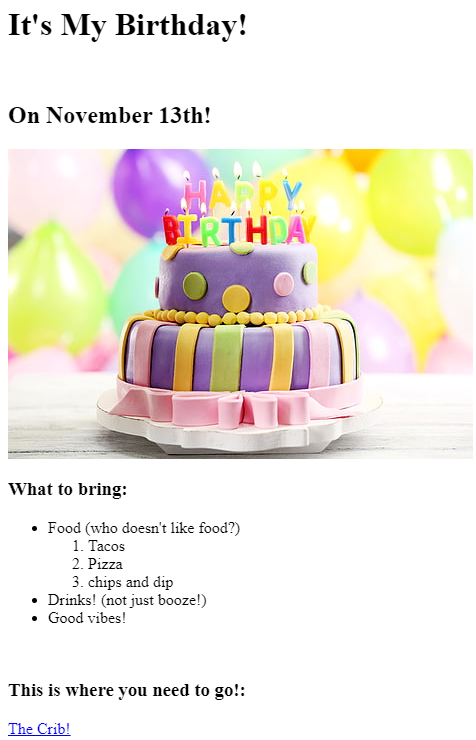 It's My Birthday!
On November 13th!
HAPPY
BIRTHDAY
What to bring:
• Food (who doesn't like food?)
1. Tacos
2. Pizza
3. chips and dip
• Drinks! (not just booze!)
• Good vibes!
This is where you need to go!:
The Crib!